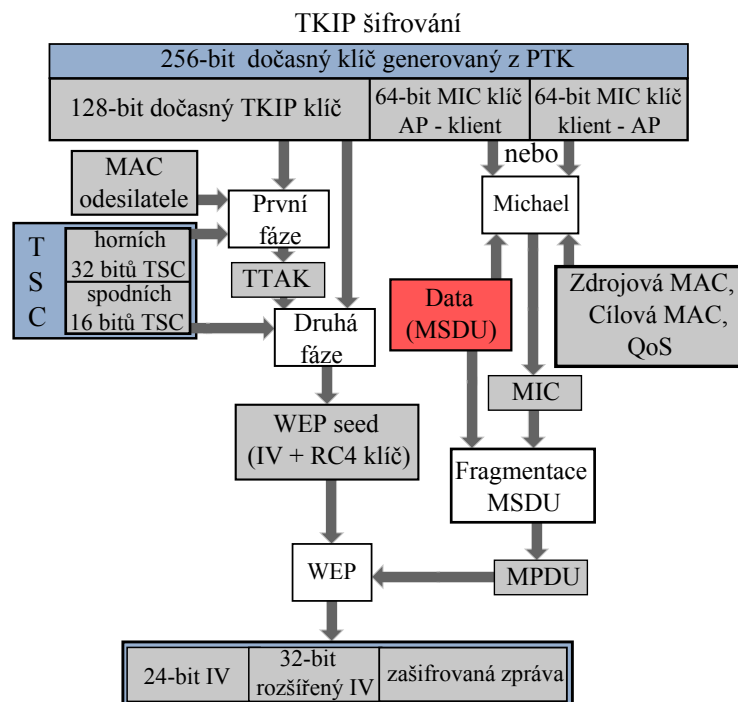 TKIP šifrování
256-bit dočasný klíč generovaný z PTK
128-bit dočasný TKIP klíč
64-bit MIC klíč
AP - klient
64-bit MIC klíč
klient - AP
nebo
MAC
odesilatele
První
fáze
Michael
T
S
C
horních
32 bitů TSC
spodních
16 bitů TSC
TTAK
Druhá
fáze
Data
(MSDU)
Zdrojová MAC,
Cílová MAC,
QoS
MIC
WEP seed
(IV + RC4 klíč)
Fragmentace
MSDU
WEP
MPDU
24-bit IV
32-bit
rozšířený IV
zašifrovaná zpráva